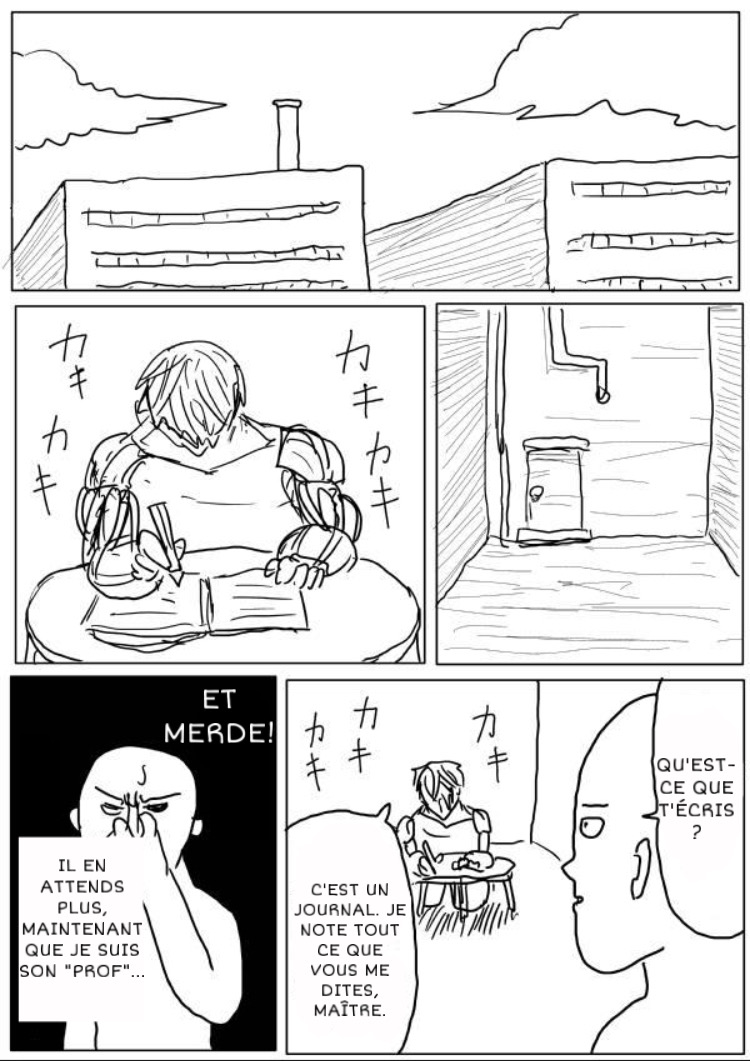 カキ
カキ
カキ
カキ
QU'EST-
CE QUE
T'ÉCRIS
?
カキ
カキ
カキ
C'EST UN
JOURNAL. JE
NOTE TOUT
CE QUE
VOUS ME
DITES,
MAÎTRE.
ET
MERDE!
IL EN
ATTENDS
PLUS,
MAINTENANT
QUE JE SUIS
SON "PROF"...